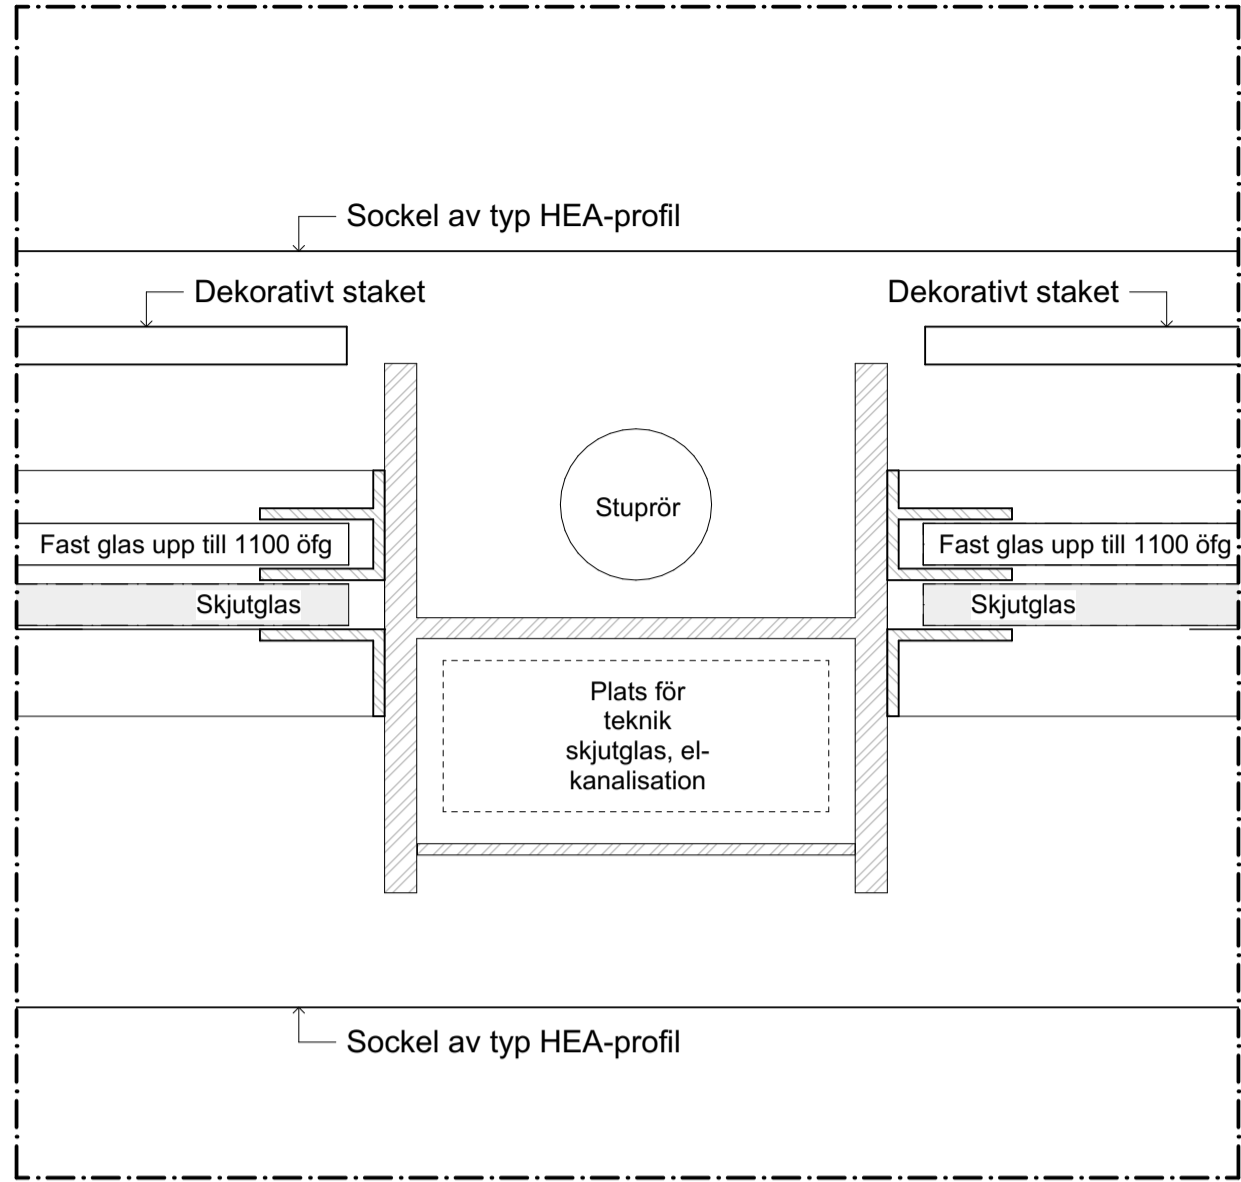 Sockel av typ HEA-profil
Dekorativt staket
Dekorativt staket
Stuprör
Fast glas upp till 1100 öfg
Fast glas upp till 1100 öfg
Skjutglas
Skjutglas
Plats för
teknik
skjutglas, el-
kanalisation
Sockel av typ HEA-profil